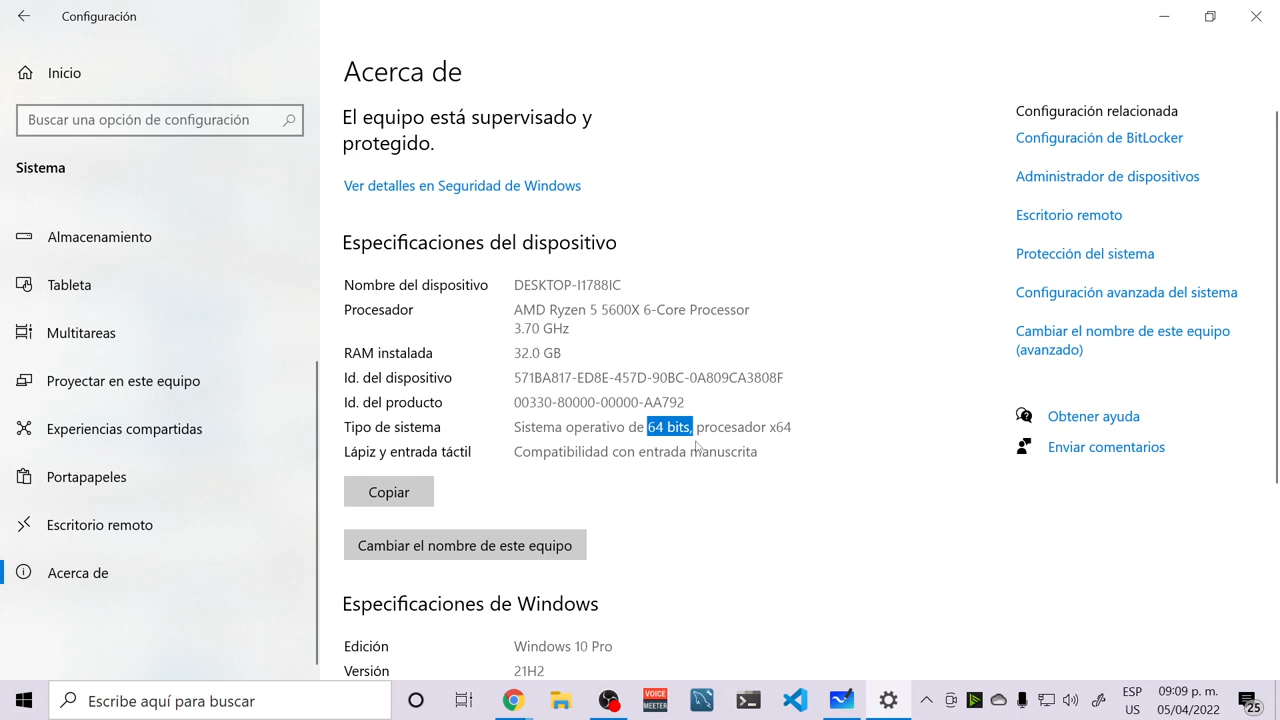 Configuración
Inicio
Buscar una opción de configuración
Sistema
Almacenamiento
Tableta
Multitareas
Proyectar en este equipo
Experiencias compartidas
Portapapeles
Escritorio remoto
Acerca de
Acerca de
El equipo está supervisado y
protegido.
Ver detalles en Seguridad de Windows
Especificaciones del dispositivo
Nombre del dispositivo DESKTOP-I1788IC
Procesador AMD Ryzen 5 5600X 6-Core Processor
3.70 GHz
RAM instalada 32.0 GB
Id. del dispositivo 571BA817-ED8E-457D-90BC-0A809CA3808F
Id. del producto 00330-80000-00000-AA792
Tipo de sistema Sistema operativo de 64 bits, procesador x64
Lápiz y entrada táctil Compatibilidad con entrada manuscrita
Copiar
Cambiar el nombre de este equipo
Especificaciones de Windows
Edición Windows 10 Pro
Versión 21H2
Configuración relacionada
Configuración de BitLocker
Administrador de dispositivos
Escritorio remoto
Protección del sistema
Configuración avanzada del sistema
Cambiar el nombre de este equipo
(avanzado)
Obtener ayuda
Enviar comentarios
Escribe aquí para buscar
VOICE
MEETER
ESP
US
09:09 p. m.
05/04/2022
25